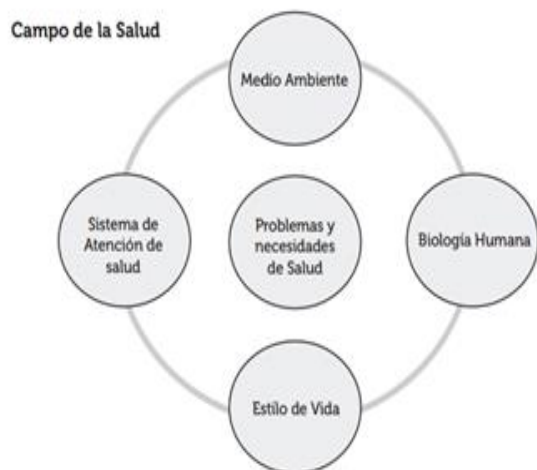 Campo de la Salud
Medio Ambiente
Sistema de
Atención de
salud
Problemas y
necesidades
de Salud
Biología Humana
Estilo de Vida